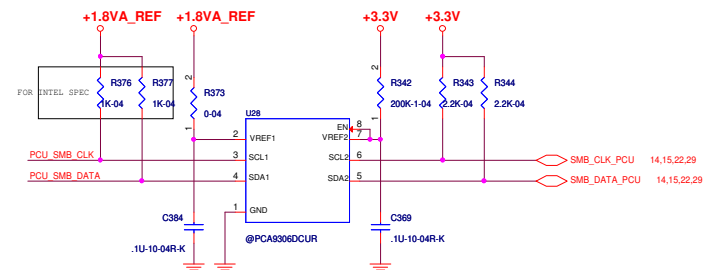 +1.8VA_REF +1.8VA_REF +3.3V +3.3V
FOR INTEL SPEC
R376 R377
1K-04 1K-04
2
R373
0-04
1
2
R342
200K-1-04
1
R343 R344
2.2K-04 2.2K-04
U28
2 VREF1 EN 8
VREF2 7
PCU_SMB_CLK 3 SCL1 SCL2 6 SMB_CLK_PCU 14,15,22,29
PCU_SMB_DATA 4 SDA1 SDA2 5 SMB_DATA_PCU 14,15,22,29
1 GND
C384 C369
.1U-10-04R-K @PCA9306DCUR .1U-10-04R-K